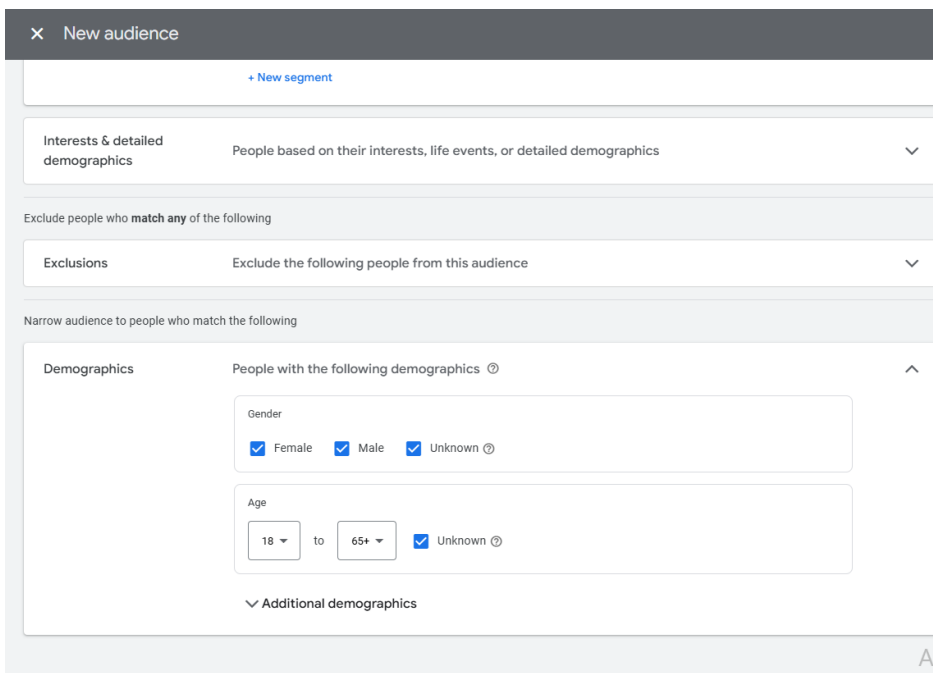 New audience
+ New segment
Interests & detailed
demographics
People based on their interests, life events, or detailed demographics
Exclude people who match any of the following
Exclusions
Exclude the following people from this audience
Narrow audience to people who match the following
Demographics
People with the following demographics
Gender
Female Male Unknown
Age
18 to 65+ Unknown
Additional demographics
A